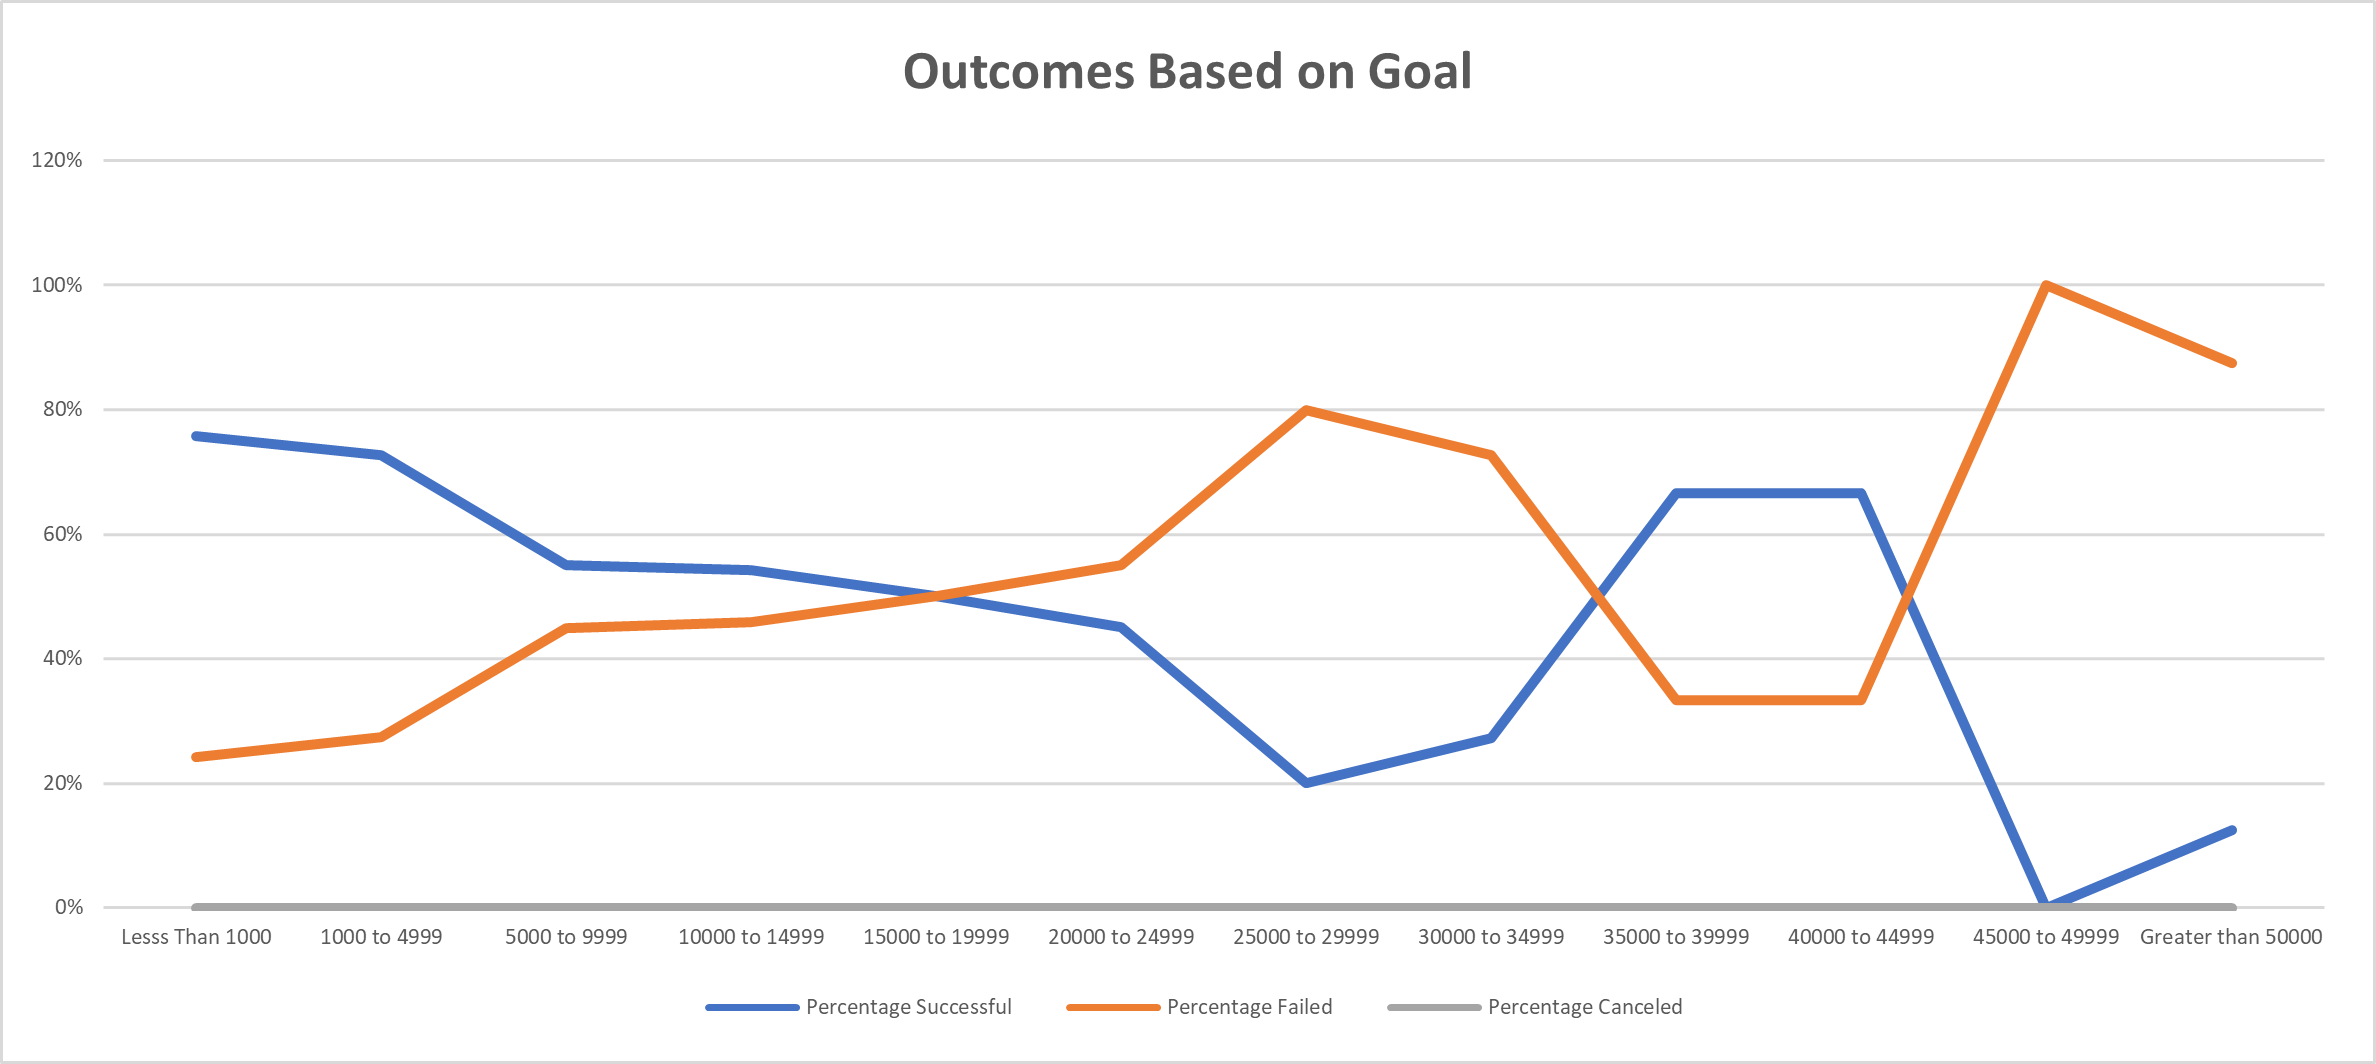 Outcomes Based on Goal
120%
100%
80%
60%
40%
20%
0%
Lesss Than 1000 1000 to 4999 5000 to 9999 10000 to 14999 15000 to 19999 20000 to 24999 25000 to 29999 30000 to 34999 35000 to 39999 40000 to 44999 45000 to 49999 Greater than 50000
Percentage Successful Percentage Failed Percentage Canceled